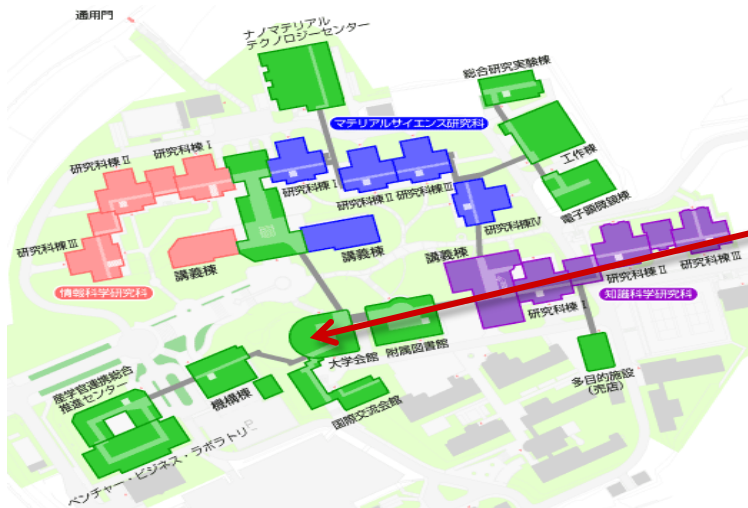 通用門
ナノマテリアル
テクノロジーセンター
総合研究実験棟
マテリアルサイエンス研究科
工作棟
研究科棟Ⅰ
研究科棟Ⅱ
研究科棟Ⅰ
研究科棟Ⅱ
研究科棟Ⅲ
電子顕微鏡棟
研究科棟Ⅲ
研究科棟Ⅳ
講義棟
講義棟
講義棟
研究科棟Ⅱ
研究科棟Ⅲ
情報科学研究科
知識科学研究科
研究科棟Ⅰ
大学会館
附属図書館
多目的施設
(売店)
産学官連携総合
推進センター
機構棟
国際交流会館
ベンチャー・ビジネス・ラボラトリ
P